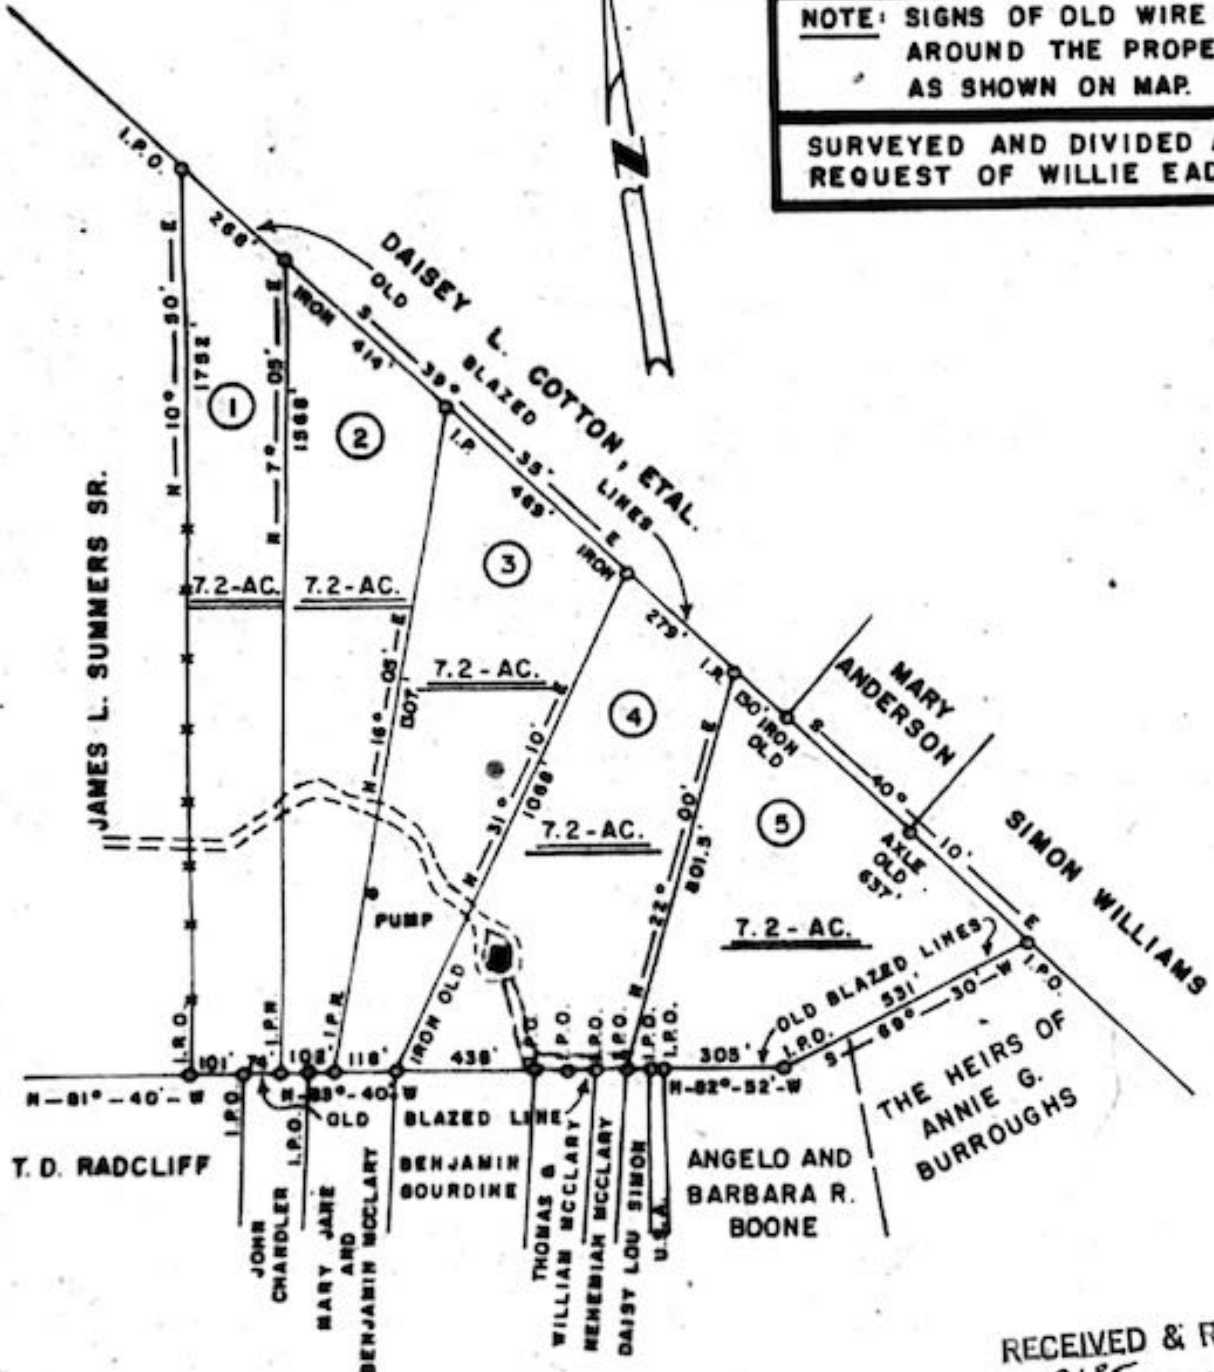 NOTE: SIGNS OF OLD WIRE
AROUND THE PROPE
AS SHOWN ON MAP.
SURVEYED AND DIVIDED
REQUEST OF WILLIE EAD
N
I.P.O.
268'
DAISEY L. COTTON, ETAL.
OLD BLAZED LINES
IRON
S — 39° — 35' — E
414'
I.P.
469'
IRON
279'
I.R.
150'
IRON
OLD
MARY
ANDERSON
S — 40° — 10' — E
AXLE
OLD
637'
SIMON WILLIAMS
I.P.O.
N — 10° — 50' — E
1752'
1
N — 7° — 05' — E
1568'
2
3
4
5
JAMES L. SUMMERS SR.
7.2-AC.
7.2-AC.
7.2-AC.
7.2-AC.
7.2-AC.
N — 16° — 05' — E
1307'
N — 31° — 10' — E
1068'
N — 22° — 00' — E
801.5'
PUMP
IRON OLD
OLD BLAZED LINES
531'
S — 69° — 30' — W
I.P.O.
I.R.O.
I.P.N.
I.P.N.
I.P.O.
I.P.O.
I.P.O.
I.P.O.
I.P.O.
I.P.O.
101'
74'
102'
118'
438'
305'
N — 81° — 40' — W
I.P.O.
I.P.O.
N — 83° — 40' — W
N — 82° — 52' — W
OLD BLAZED LINE
T. D. RADCLIFF
JOHN
CHANDLER
MARY JANE
AND
BENJAMIN MCCLARY
BENJAMIN
BOURDINE
THOMAS &
WILLIAM MCCLARY
NEHEMIAH MCCLARY
DAISY LOU SIMON
U.S.A.
ANGELO AND
BARBARA R.
BOONE
THE HEIRS OF
ANNIE G.
BURROUGHS
RECEIVED & R